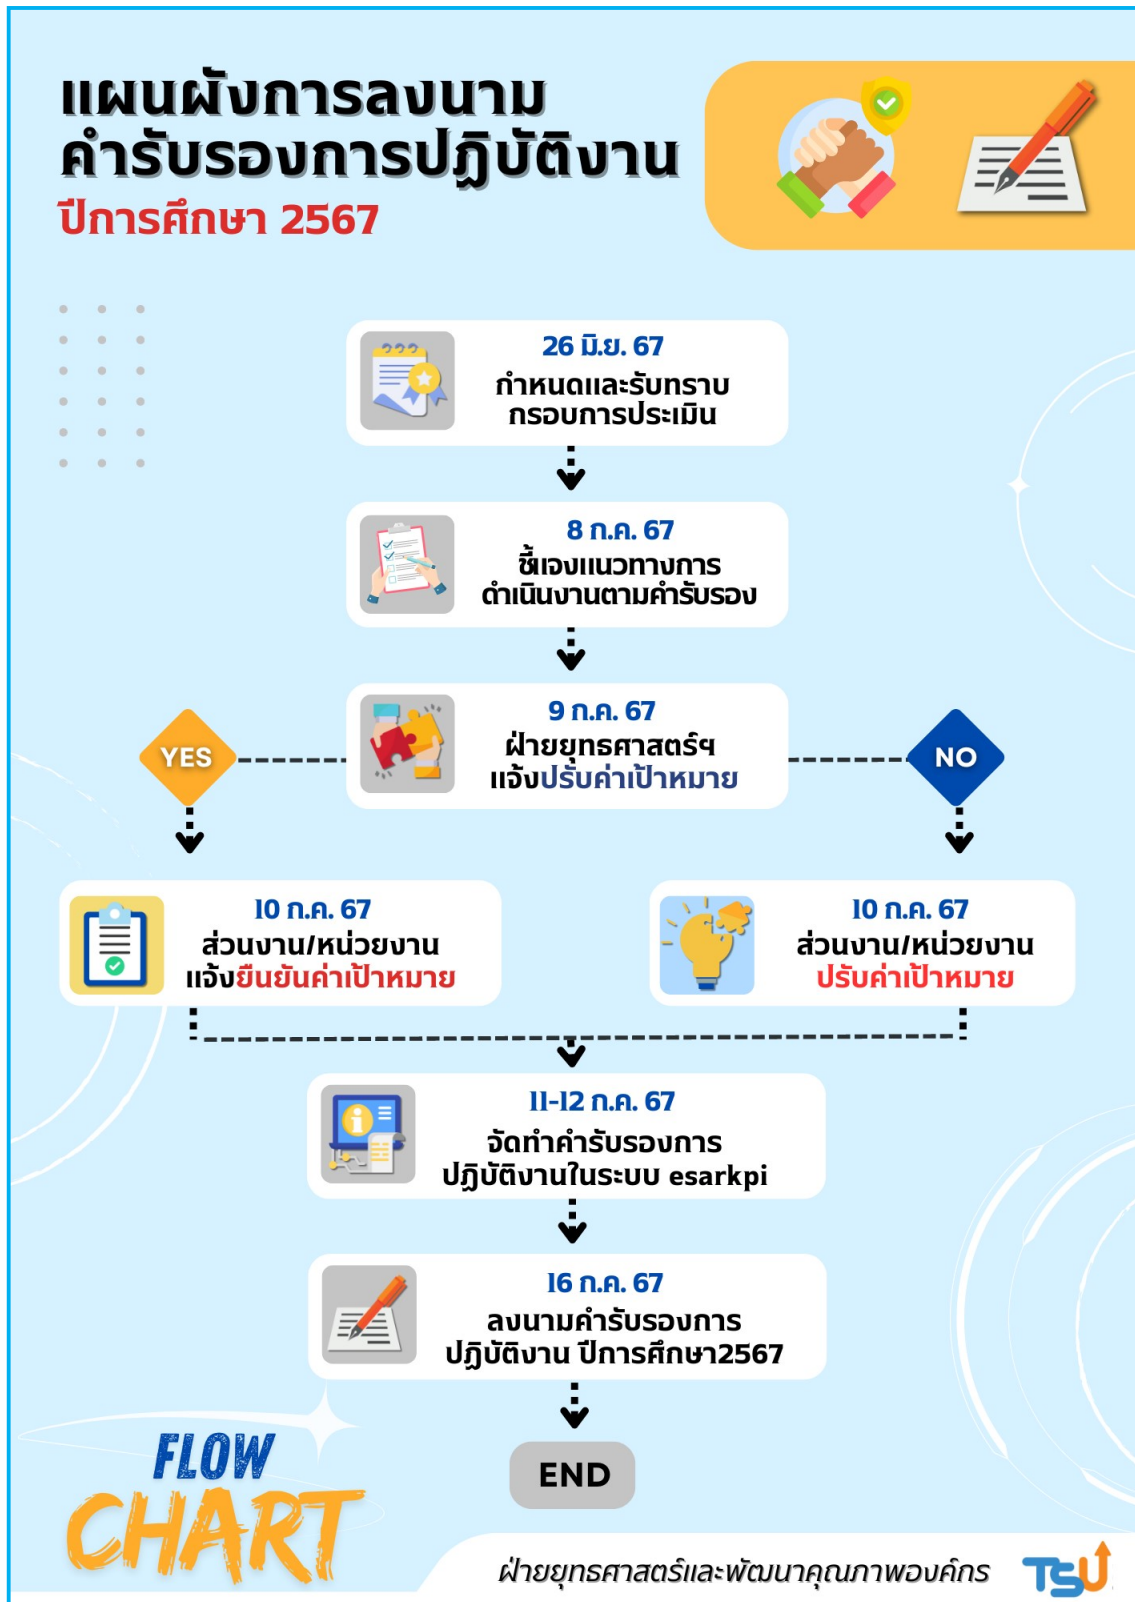 แผนผังการลงนาม
คำรับรองการปฏิบัติงาน
ปีการศึกษา 2567
26 มิ.ย. 67
กำหนดและรับทราบ
กรอบการประเมิน
8 ก.ค. 67
ชี้แจงแนวทางการ
ดำเนินงานตามคำรับรอง
9 ก.ค. 67
ฝ่ายยุทธศาสตร์ฯ
แจ้งปรับค่าเป้าหมาย
YES
NO
10 ก.ค. 67
ส่วนงาน/หน่วยงาน
แจ้งยืนยันค่าเป้าหมาย
10 ก.ค. 67
ส่วนงาน/หน่วยงาน
ปรับค่าเป้าหมาย
11-12 ก.ค. 67
จัดทำคำรับรองการ
ปฏิบัติงานในระบบ esarkpi
16 ก.ค. 67
ลงนามคำรับรองการ
ปฏิบัติงาน ปีการศึกษา2567
END
FLOW
CHART
ฝ่ายยุทธศาสตร์และพัฒนาคุณภาพองค์กร
TSU